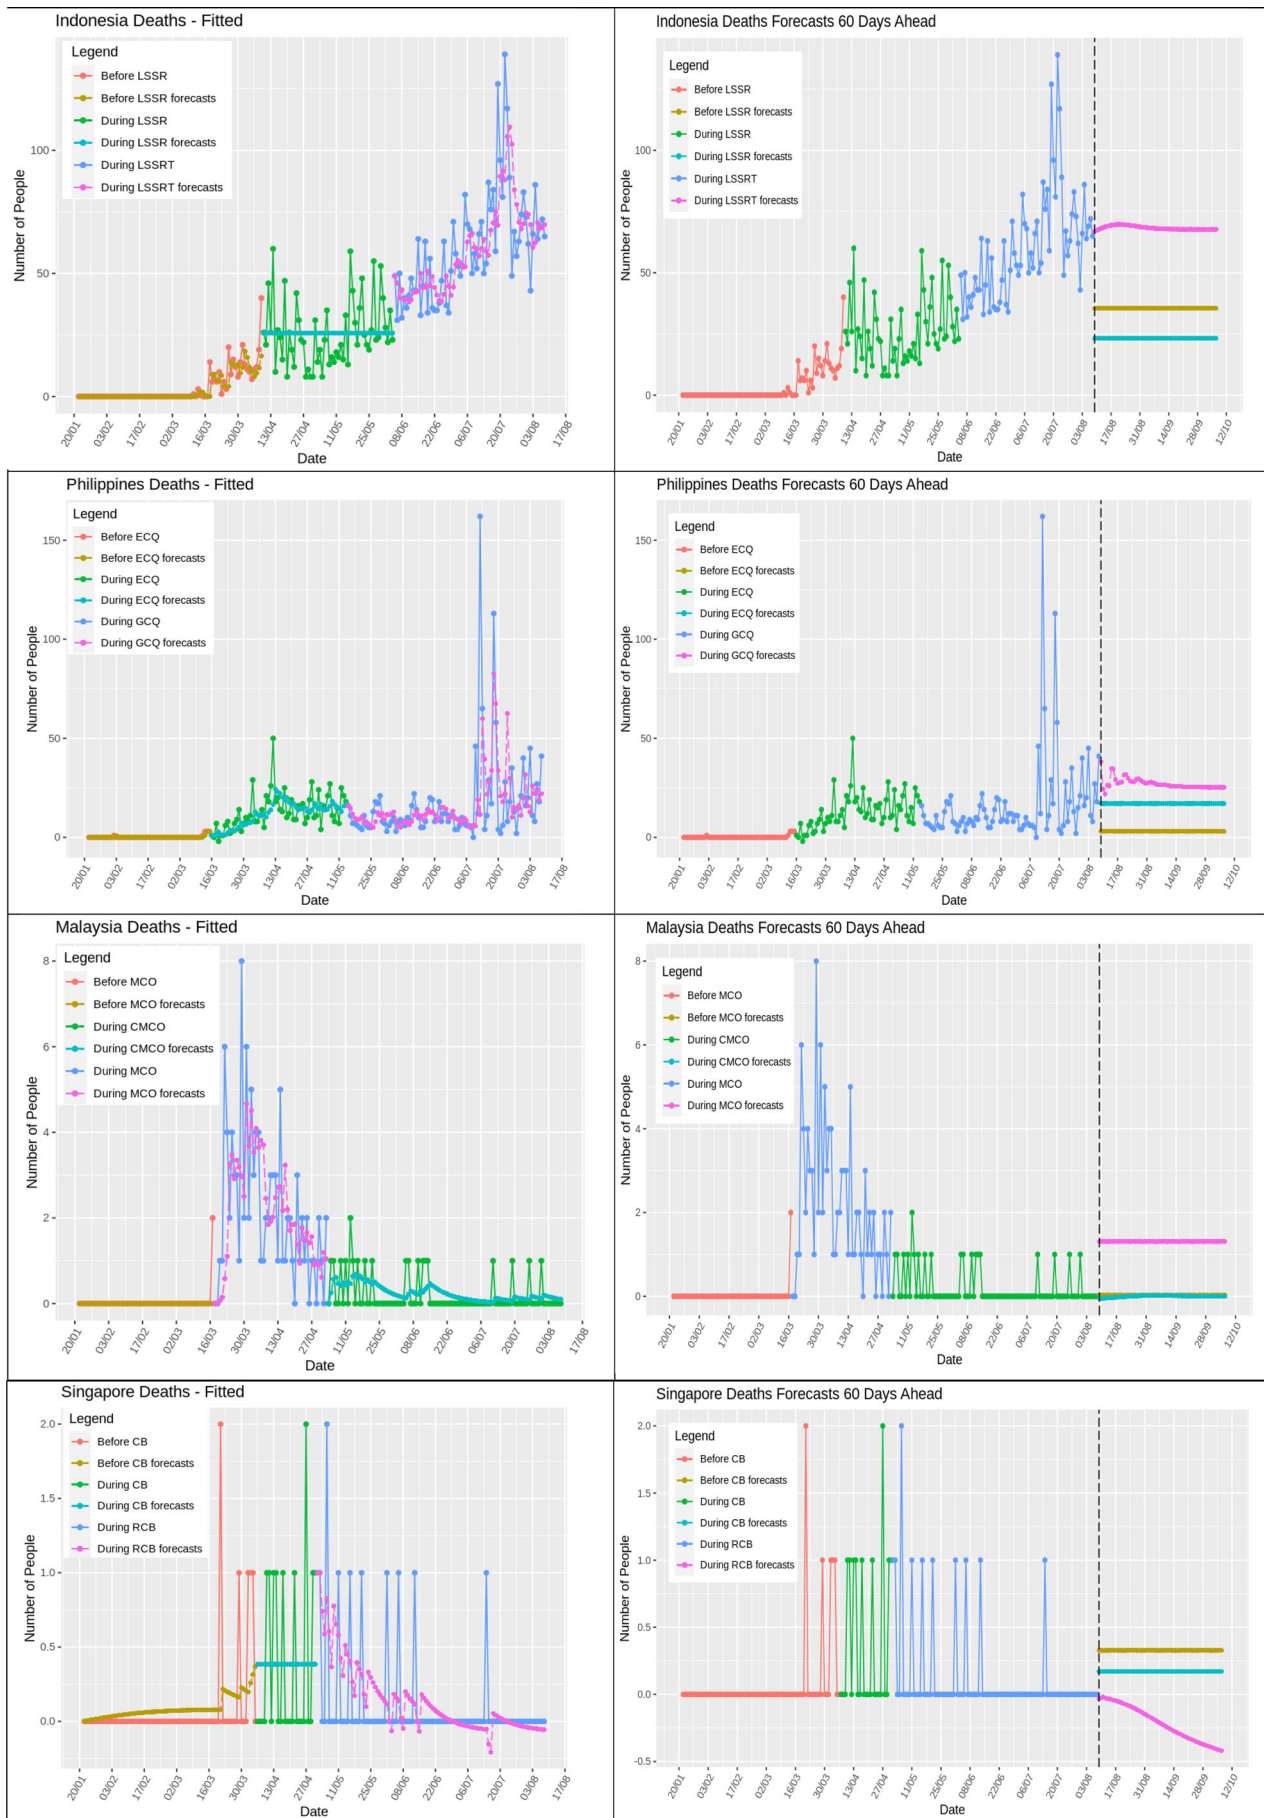 Indonesia Deaths - Fitted
Legend
Before LSSR
Before LSSR forecasts
During LSSR
During LSSR forecasts
During LSSRT
During LSSRT forecasts
Number of People
100
50
0
20/01 03/02 17/02 02/03 16/03 30/03 13/04 27/04 11/05 25/05 08/06 22/06 06/07 20/07 03/08 17/08
Date
Indonesia Deaths Forecasts 60 Days Ahead
Legend
Before LSSR
Before LSSR forecasts
During LSSR
During LSSR forecasts
During LSSRT
During LSSRT forecasts
Number of People
100
50
0
20/01 03/02 17/02 02/03 16/03 30/03 13/04 27/04 11/05 25/05 08/06 22/06 06/07 20/07 03/08 17/08 31/08 14/09 28/09 12/10
Date
Philippines Deaths - Fitted
Legend
Before ECQ
Before ECQ forecasts
During ECQ
During ECQ forecasts
During GCQ
During GCQ forecasts
Number of People
150
100
50
0
20/01 03/02 17/02 02/03 16/03 30/03 13/04 27/04 11/05 25/05 08/06 22/06 06/07 20/07 03/08 17/08
Date
Philippines Deaths Forecasts 60 Days Ahead
Legend
Before ECQ
Before ECQ forecasts
During ECQ
During ECQ forecasts
During GCQ
During GCQ forecasts
Number of People
150
100
50
0
20/01 03/02 17/02 02/03 16/03 30/03 13/04 27/04 11/05 25/05 08/06 22/06 06/07 20/07 03/08 17/08 31/08 14/09 28/09 12/10
Date
Malaysia Deaths - Fitted
Legend
Before MCO
Before MCO forecasts
During CMCO
During CMCO forecasts
During MCO
During MCO forecasts
Number of People
8
6
4
2
0
20/01 03/02 17/02 02/03 16/03 30/03 13/04 27/04 11/05 25/05 08/06 22/06 06/07 20/07 03/08 17/08
Date
Malaysia Deaths Forecasts 60 Days Ahead
Legend
Before MCO
Before MCO forecasts
During CMCO
During CMCO forecasts
During MCO
During MCO forecasts
Number of People
8
6
4
2
0
20/01 03/02 17/02 02/03 16/03 30/03 13/04 27/04 11/05 25/05 08/06 22/06 06/07 20/07 03/08 17/08 31/08 14/09 28/09 12/10
Date
Singapore Deaths - Fitted
Legend
Before CB
Before CB forecasts
During CB
During CB forecasts
During RCB
During RCB forecasts
Number of People
2.0
1.5
1.0
0.5
0.0
20/01 03/02 17/02 02/03 16/03 30/03 13/04 27/04 11/05 25/05 08/06 22/06 06/07 20/07 03/08 17/08
Date
Singapore Deaths Forecasts 60 Days Ahead
Legend
Before CB
Before CB forecasts
During CB
During CB forecasts
During RCB
During RCB forecasts
Number of People
2.0
1.5
1.0
0.5
0.0
-0.5
20/01 03/02 17/02 02/03 16/03 30/03 13/04 27/04 11/05 25/05 08/06 22/06 06/07 20/07 03/08 17/08 31/08 14/09 28/09 12/10
Date